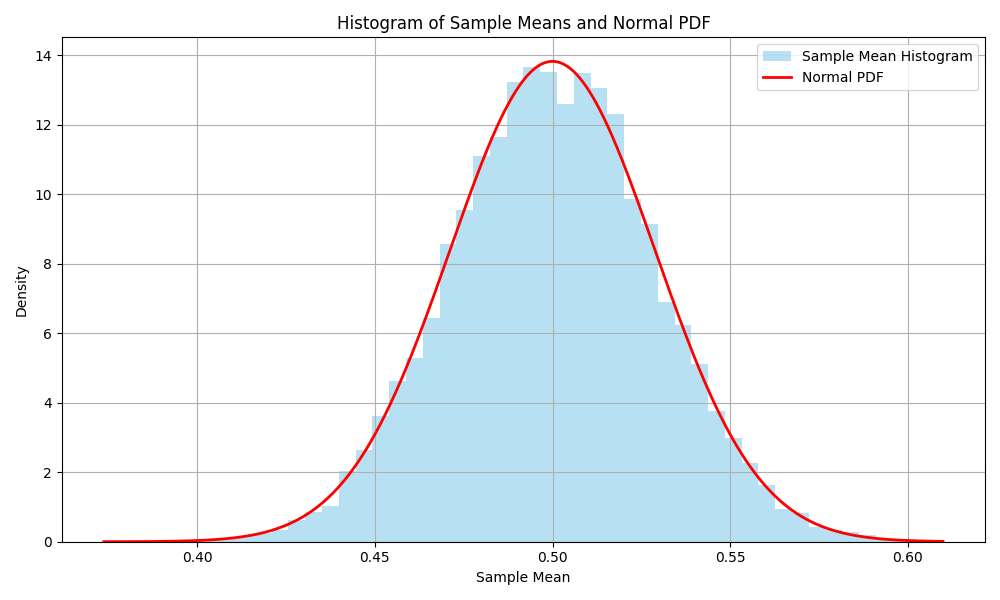 Histogram of Sample Means and Normal PDF
Sample Mean Histogram
Normal PDF
Density
14
12
10
8
6
4
2
0
0.40 0.45 0.50 0.55 0.60
Sample Mean